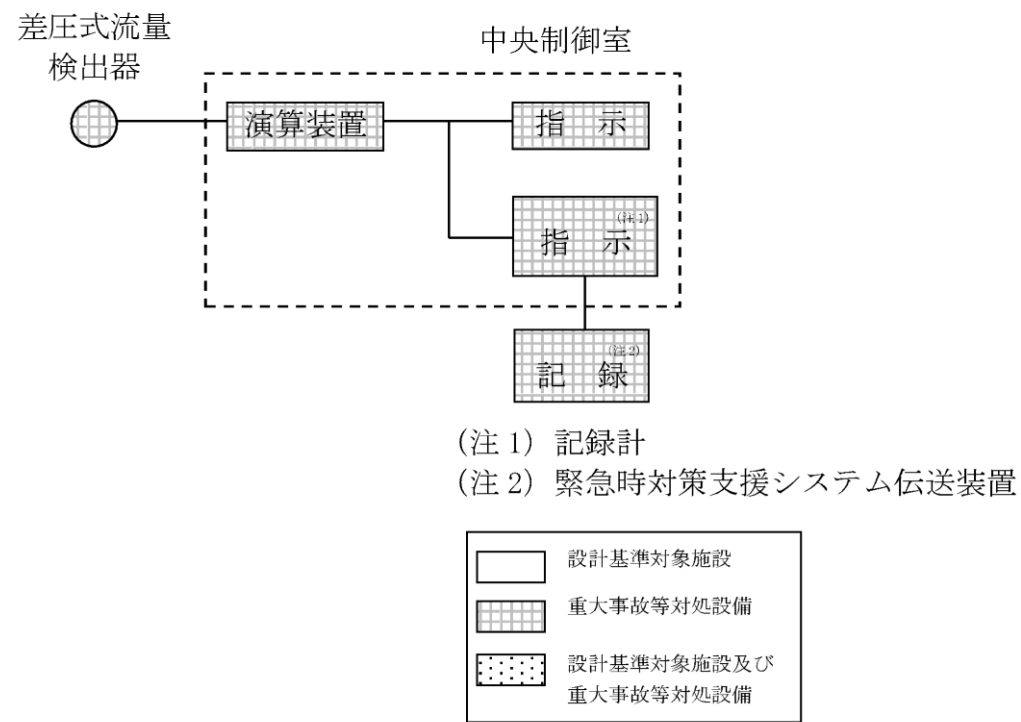 差圧式流量
検出器
中央制御室
演算装置
指 示
指 示(注1)
記 録(注2)
(注 1) 記録計
(注 2) 緊急時対策支援システム伝送装置
設計基準対象施設
重大事故等対処設備
設計基準対象施設及び
重大事故等対処設備